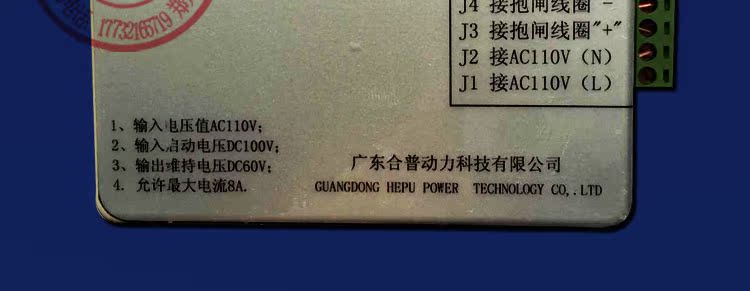 17732166719
J4 接抱闸线圈"-"
J3 接抱闸线圈"+"
J2 接AC110V（N）
J1 接AC110V（L）
1、输入电压值AC110V；
2、输入启动电压DC100V；
3、输出维持电压DC60V；
4. 允许最大电流8A.
广东合普动力科技有限公司
GUANGDONG HEPU POWER TECHNOLOGY CO,.LTD